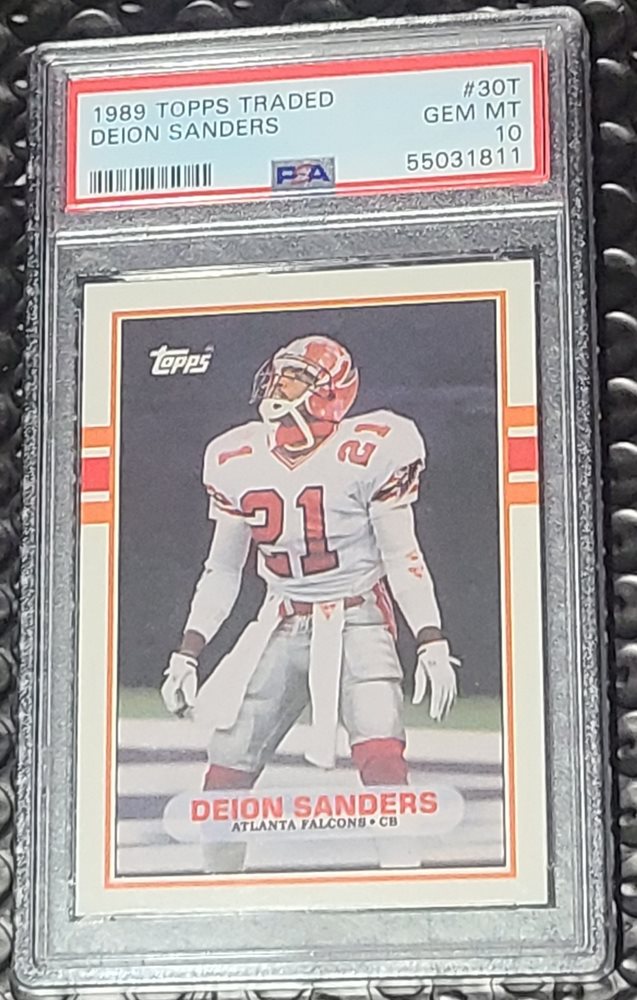 1989 TOPPS TRADED #30T
DEION SANDERS GEM MT
10
PSA 55031811
Topps
21
21
21
DEION SANDERS
ATLANTA FALCONS • CB